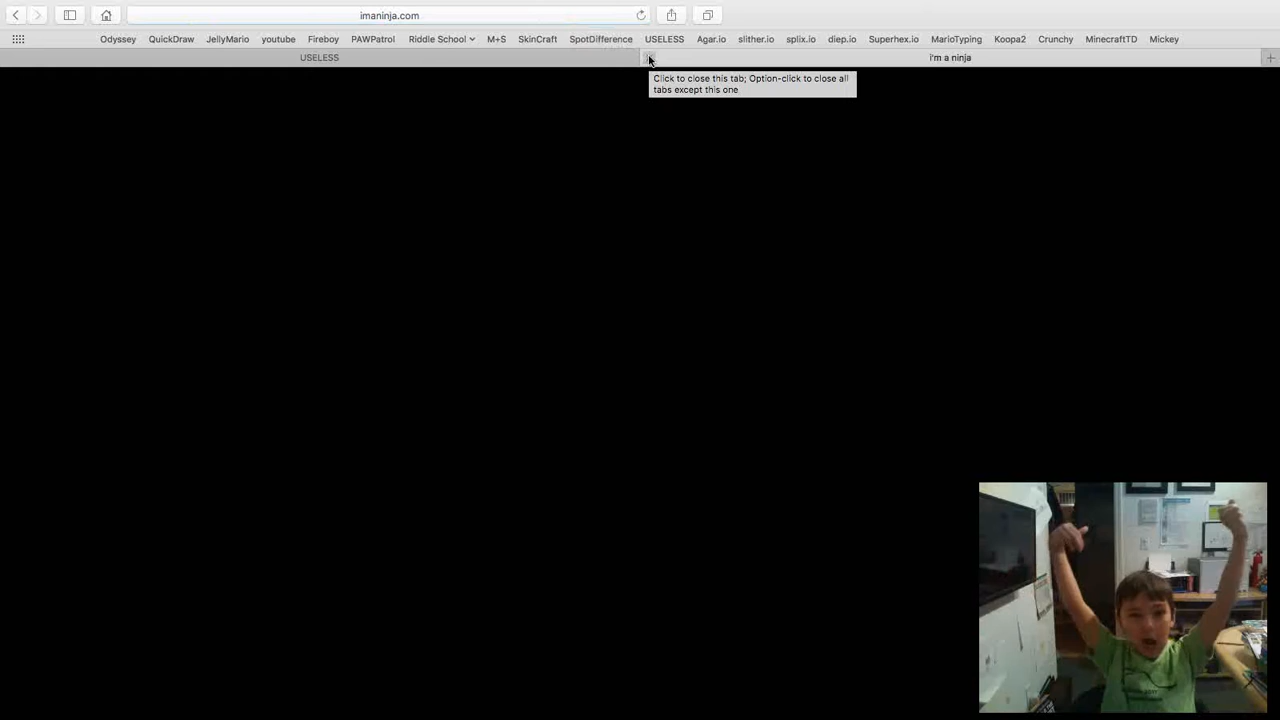 imaninja.com
Odyssey QuickDraw JellyMario youtube Fireboy PAWPatrol Riddle School M+S SkinCraft SpotDifference USELESS Agar.io slither.io splix.io diep.io Superhex.io MarioTyping Koopa2 Crunchy MinecraftTD Mickey
USELESS i'm a ninja
Click to close this tab; Option-click to close all
tabs except this one